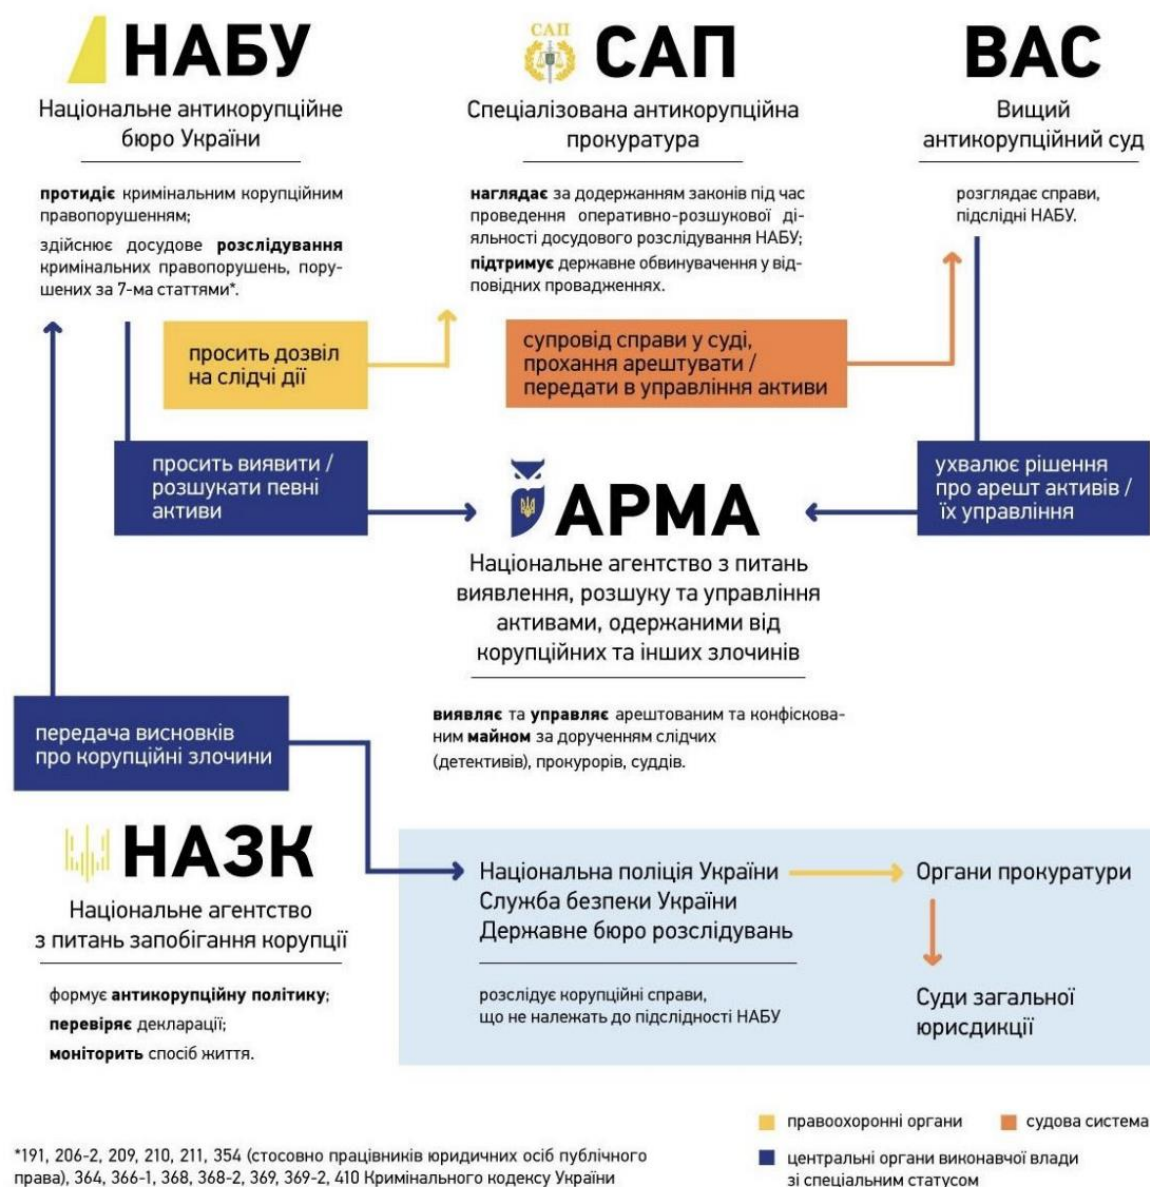 НАБУ
Національне антикорупційне
бюро України
протидіє кримінальним корупційним
правопорушенням;
здійснює досудове розслідування
кримінальних правопорушень, пору-
шених за 7-ма статтями*.
САП
САП
Спеціалізована антикорупційна
прокуратура
наглядає за додержанням законів під час
проведення оперативно-розшукової ді-
яльності досудового розслідування НАБУ;
підтримує державне обвинувачення у від-
повідних провадженнях.
ВАС
Вищий
антикорупційний суд
розглядає справи,
підслідні НАБУ.
просить дозвіл
на слідчі дії
супровід справи у суді,
прохання арештувати /
передати в управління активи
просить виявити /
розшукати певні
активи
АРМА
Національне агентство з питань
виявлення, розшуку та управління
активами, одержаними від
корупційних та інших злочинів
виявляє та управляє арештованим та конфіскова-
ним майном за дорученням слідчих
(детективів), прокурорів, суддів.
ухвалює рішення
про арешт активів /
їх управління
передача висновків
про корупційні злочини
НАЗК
Національне агентство
з питань запобігання корупції
формує антикорупційну політику;
перевіряє декларації;
моніторить спосіб життя.
Національна поліція України
Служба безпеки України
Державне бюро розслідувань
розслідує корупційні справи,
що не належать до підслідності НАБУ
Органи прокуратури
Суди загальної
юрисдикції
правоохоронні органи
судова система
центральні органи виконавчої влади
зі спеціальним статусом
*191, 206-2, 209, 210, 211, 354 (стосовно працівників юридичних осіб публічного
права), 364, 366-1, 368, 368-2, 369, 369-2, 410 Кримінального кодексу України